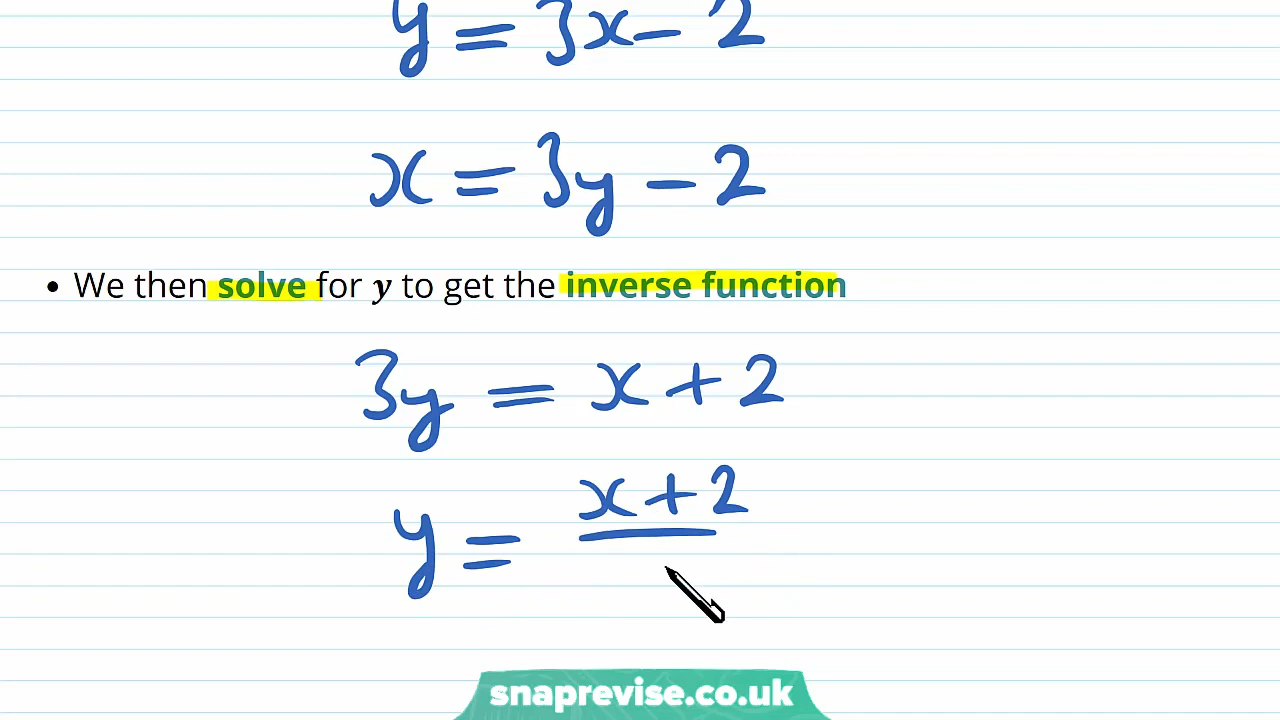 y = 3x - 2
x = 3y - 2
• We then solve for y to get the inverse function
3y = x + 2
x + 2
y =
snaprevise.co.uk